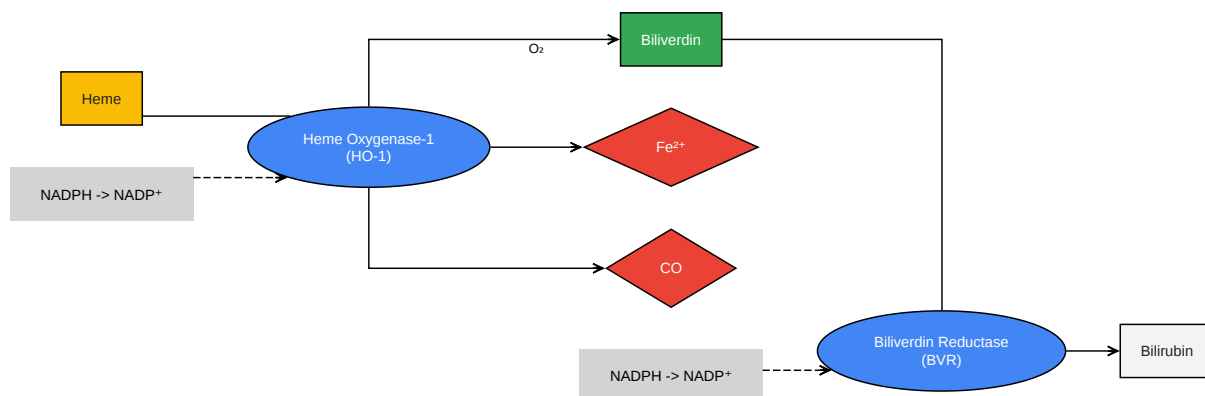 Biliverdin
O₂
Heme
Heme Oxygenase-1
(HO-1)
Fe²⁺
NADPH -> NADP⁺
CO
Biliverdin Reductase
(BVR)
Bilirubin
NADPH -> NADP⁺